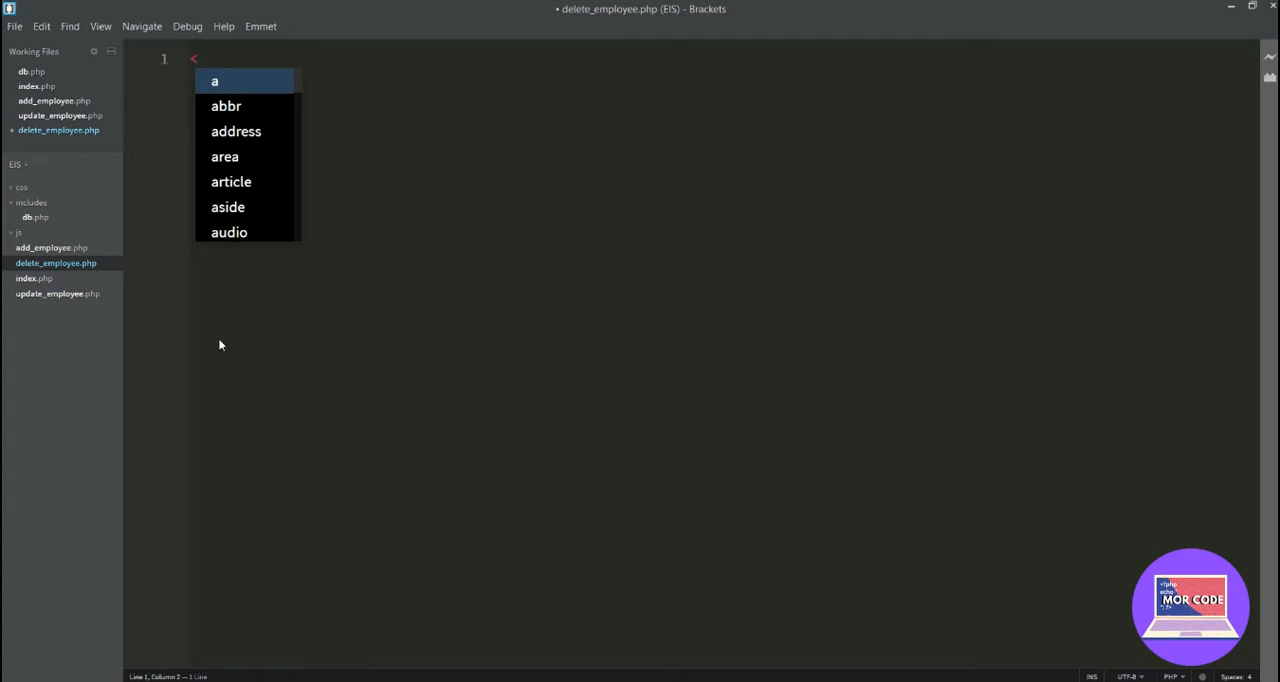 • delete_employee.php (EIS) - Brackets
File Edit Find View Navigate Debug Help Emmet
Working Files
db.php
index.php
add_employee.php
update_employee.php
• delete_employee.php
EIS
css
includes
db.php
js
add_employee.php
delete_employee.php
index.php
update_employee.php
1 <
a
abbr
address
area
article
aside
audio
<?php
echo
MOR CODE
"; ?>
Line 1, Column 2 — 1 Line
INS UTF-8 PHP Spaces: 4